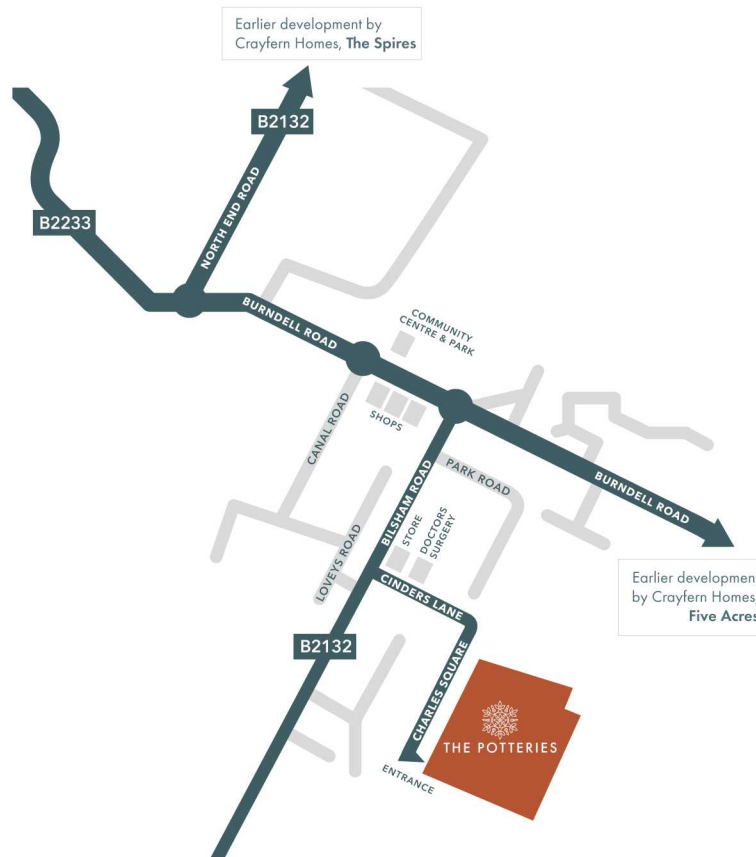 Earlier development by
Crayfern Homes, The Spires
B2132
NORTH END ROAD
B2233
BURNDELL ROAD
COMMUNITY
CENTRE & PARK
CANAL ROAD
SHOPS
BILSHAM ROAD
PARK ROAD
BURNDELL ROAD
STORE
DOCTORS
SURGERY
LOVEYS ROAD
CINDERS LANE
Earlier developmen
by Crayfern Homes,
Five Acres
B2132
CHARLES SQUARE
THE POTTERIES
ENTRANCE